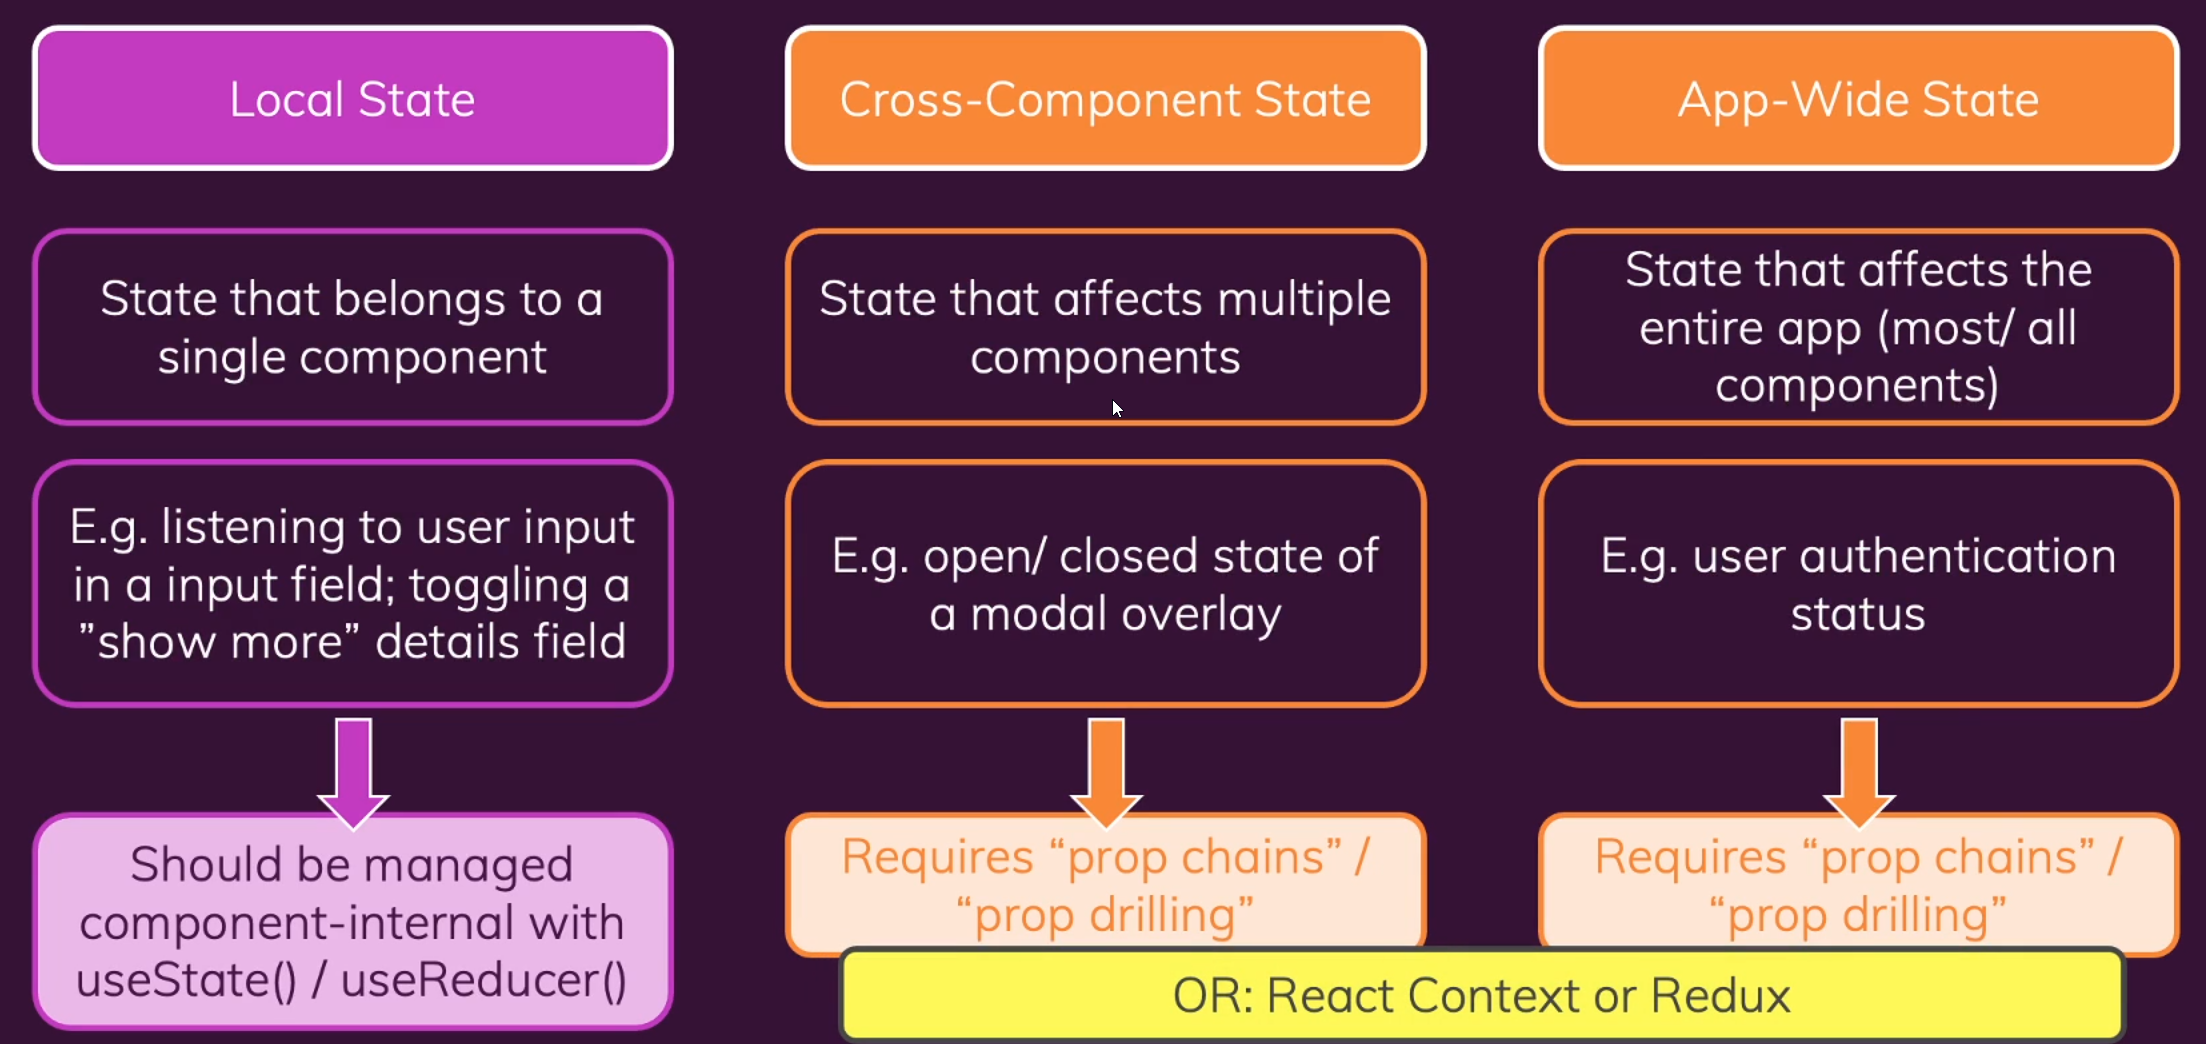 Local State
Cross-Component State
App-Wide State
State that belongs to a
single component
State that affects multiple
components
State that affects the
entire app (most/ all
components)
E.g. listening to user input
in a input field; toggling a
”show more” details field
E.g. open/ closed state of
a modal overlay
E.g. user authentication
status
Should be managed
component-internal with
useState() / useReducer()
Requires “prop chains” /
“prop drilling”
Requires “prop chains” /
“prop drilling”
OR: React Context or Redux